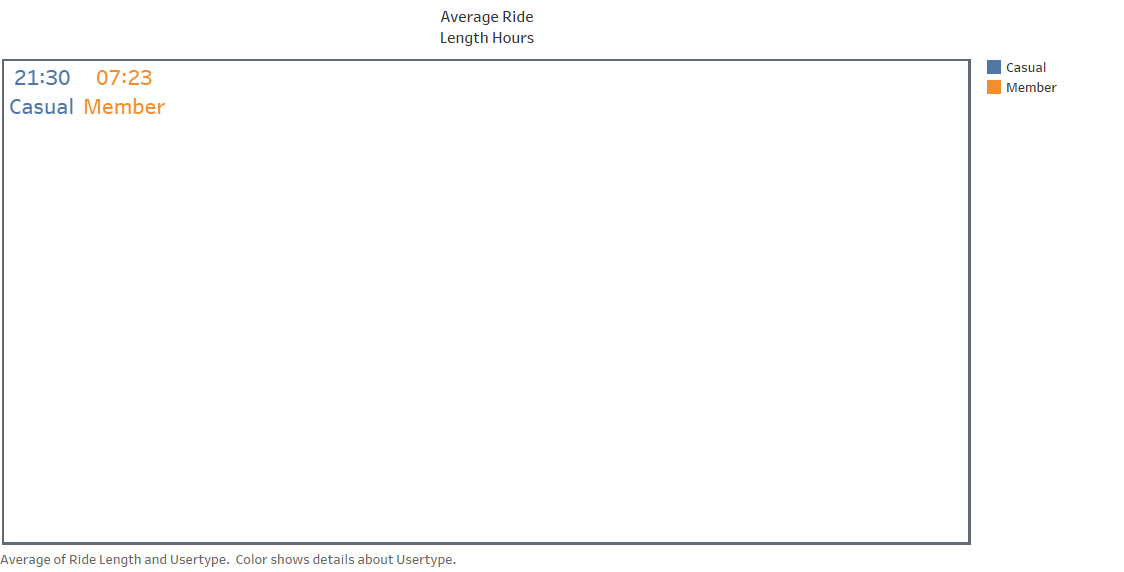 Average Ride
Length Hours
21:30 07:23
Casual Member
Casual
Member
Average of Ride Length and Usertype.  Color shows details about Usertype.